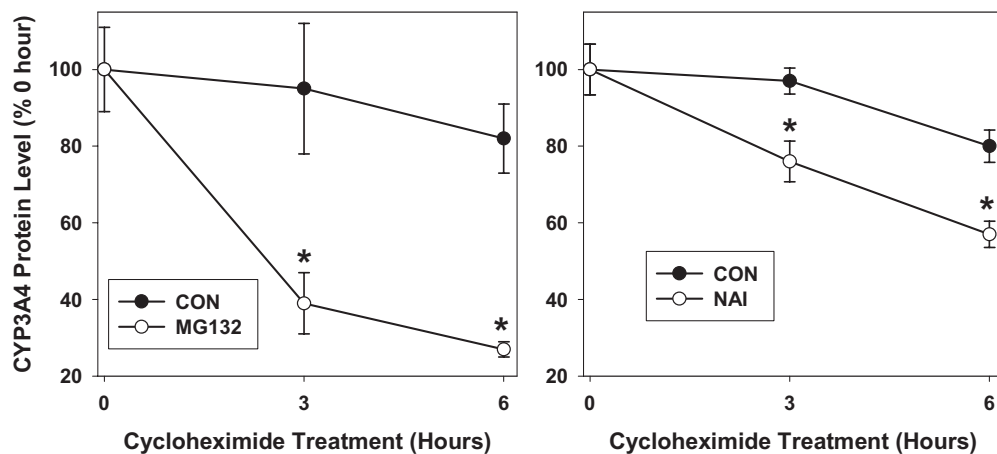 CYP3A4 Protein Level (% 0 hour)
100
80
60
40
20
*
*
CON
MG132
0
3
6
Cycloheximide Treatment (Hours)
100
80
60
40
20
*
*
CON
NAI
0
3
6
Cycloheximide Treatment (Hours)